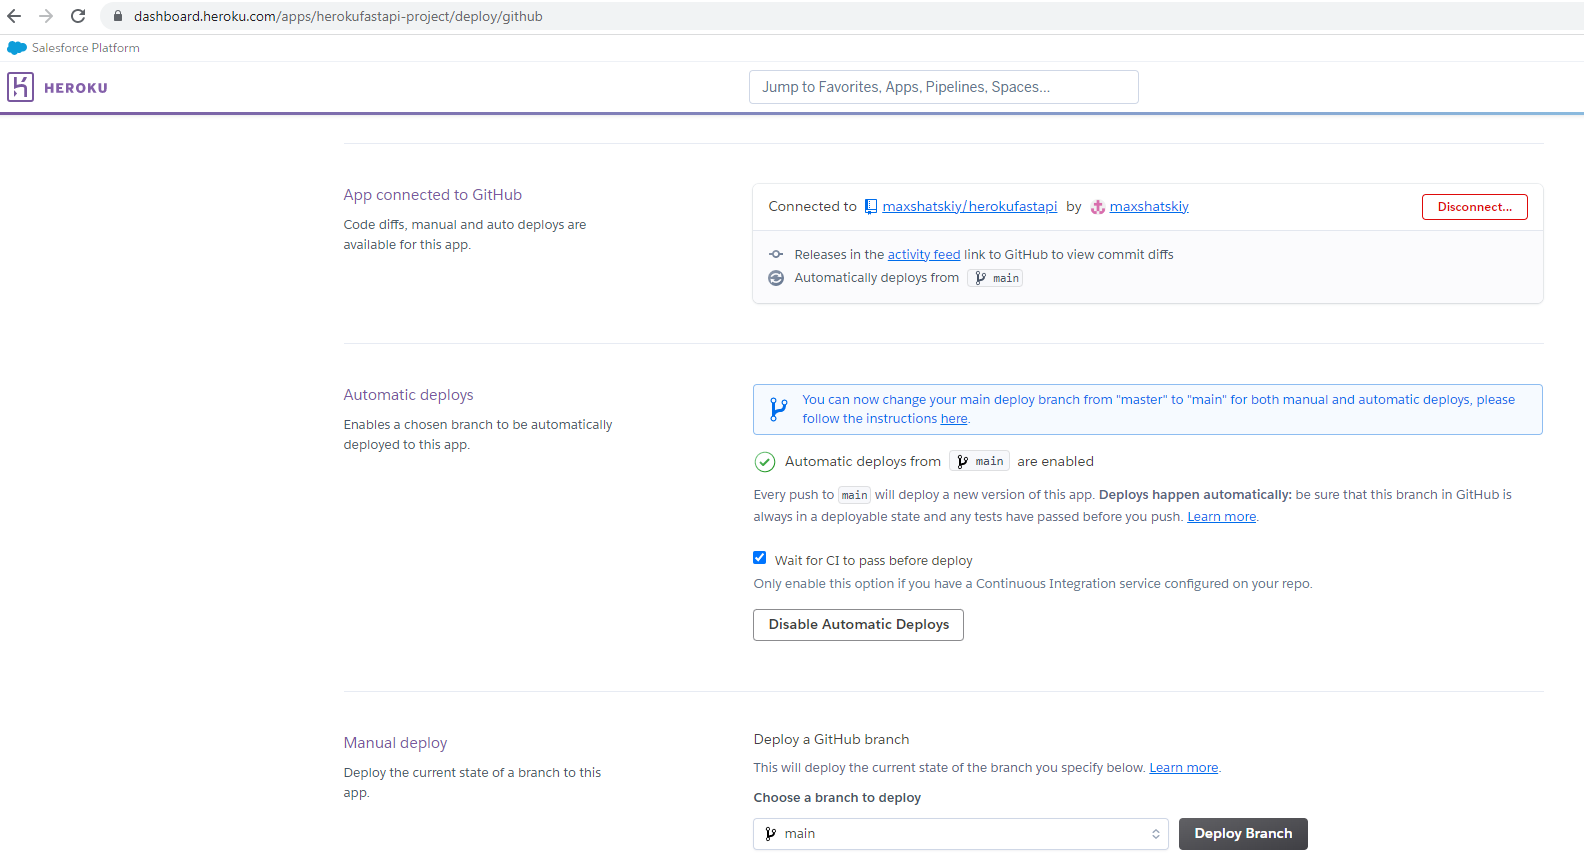 dashboard.heroku.com/apps/herokufastapi-project/deploy/github
Salesforce Platform
HEROKU
Jump to Favorites, Apps, Pipelines, Spaces...
App connected to GitHub
Code diffs, manual and auto deploys are
available for this app.
Connected to maxshatskiy/herokufastapi by maxshatskiy
Disconnect...
Releases in the activity feed link to GitHub to view commit diffs
Automatically deploys from main
Automatic deploys
Enables a chosen branch to be automatically
deployed to this app.
You can now change your main deploy branch from "master" to "main" for both manual and automatic deploys, please
follow the instructions here.
Automatic deploys from main are enabled
Every push to main will deploy a new version of this app. Deploys happen automatically: be sure that this branch in GitHub is
always in a deployable state and any tests have passed before you push. Learn more.
Wait for CI to pass before deploy
Only enable this option if you have a Continuous Integration service configured on your repo.
Disable Automatic Deploys
Manual deploy
Deploy the current state of a branch to this
app.
Deploy a GitHub branch
This will deploy the current state of the branch you specify below. Learn more.
Choose a branch to deploy
main
Deploy Branch